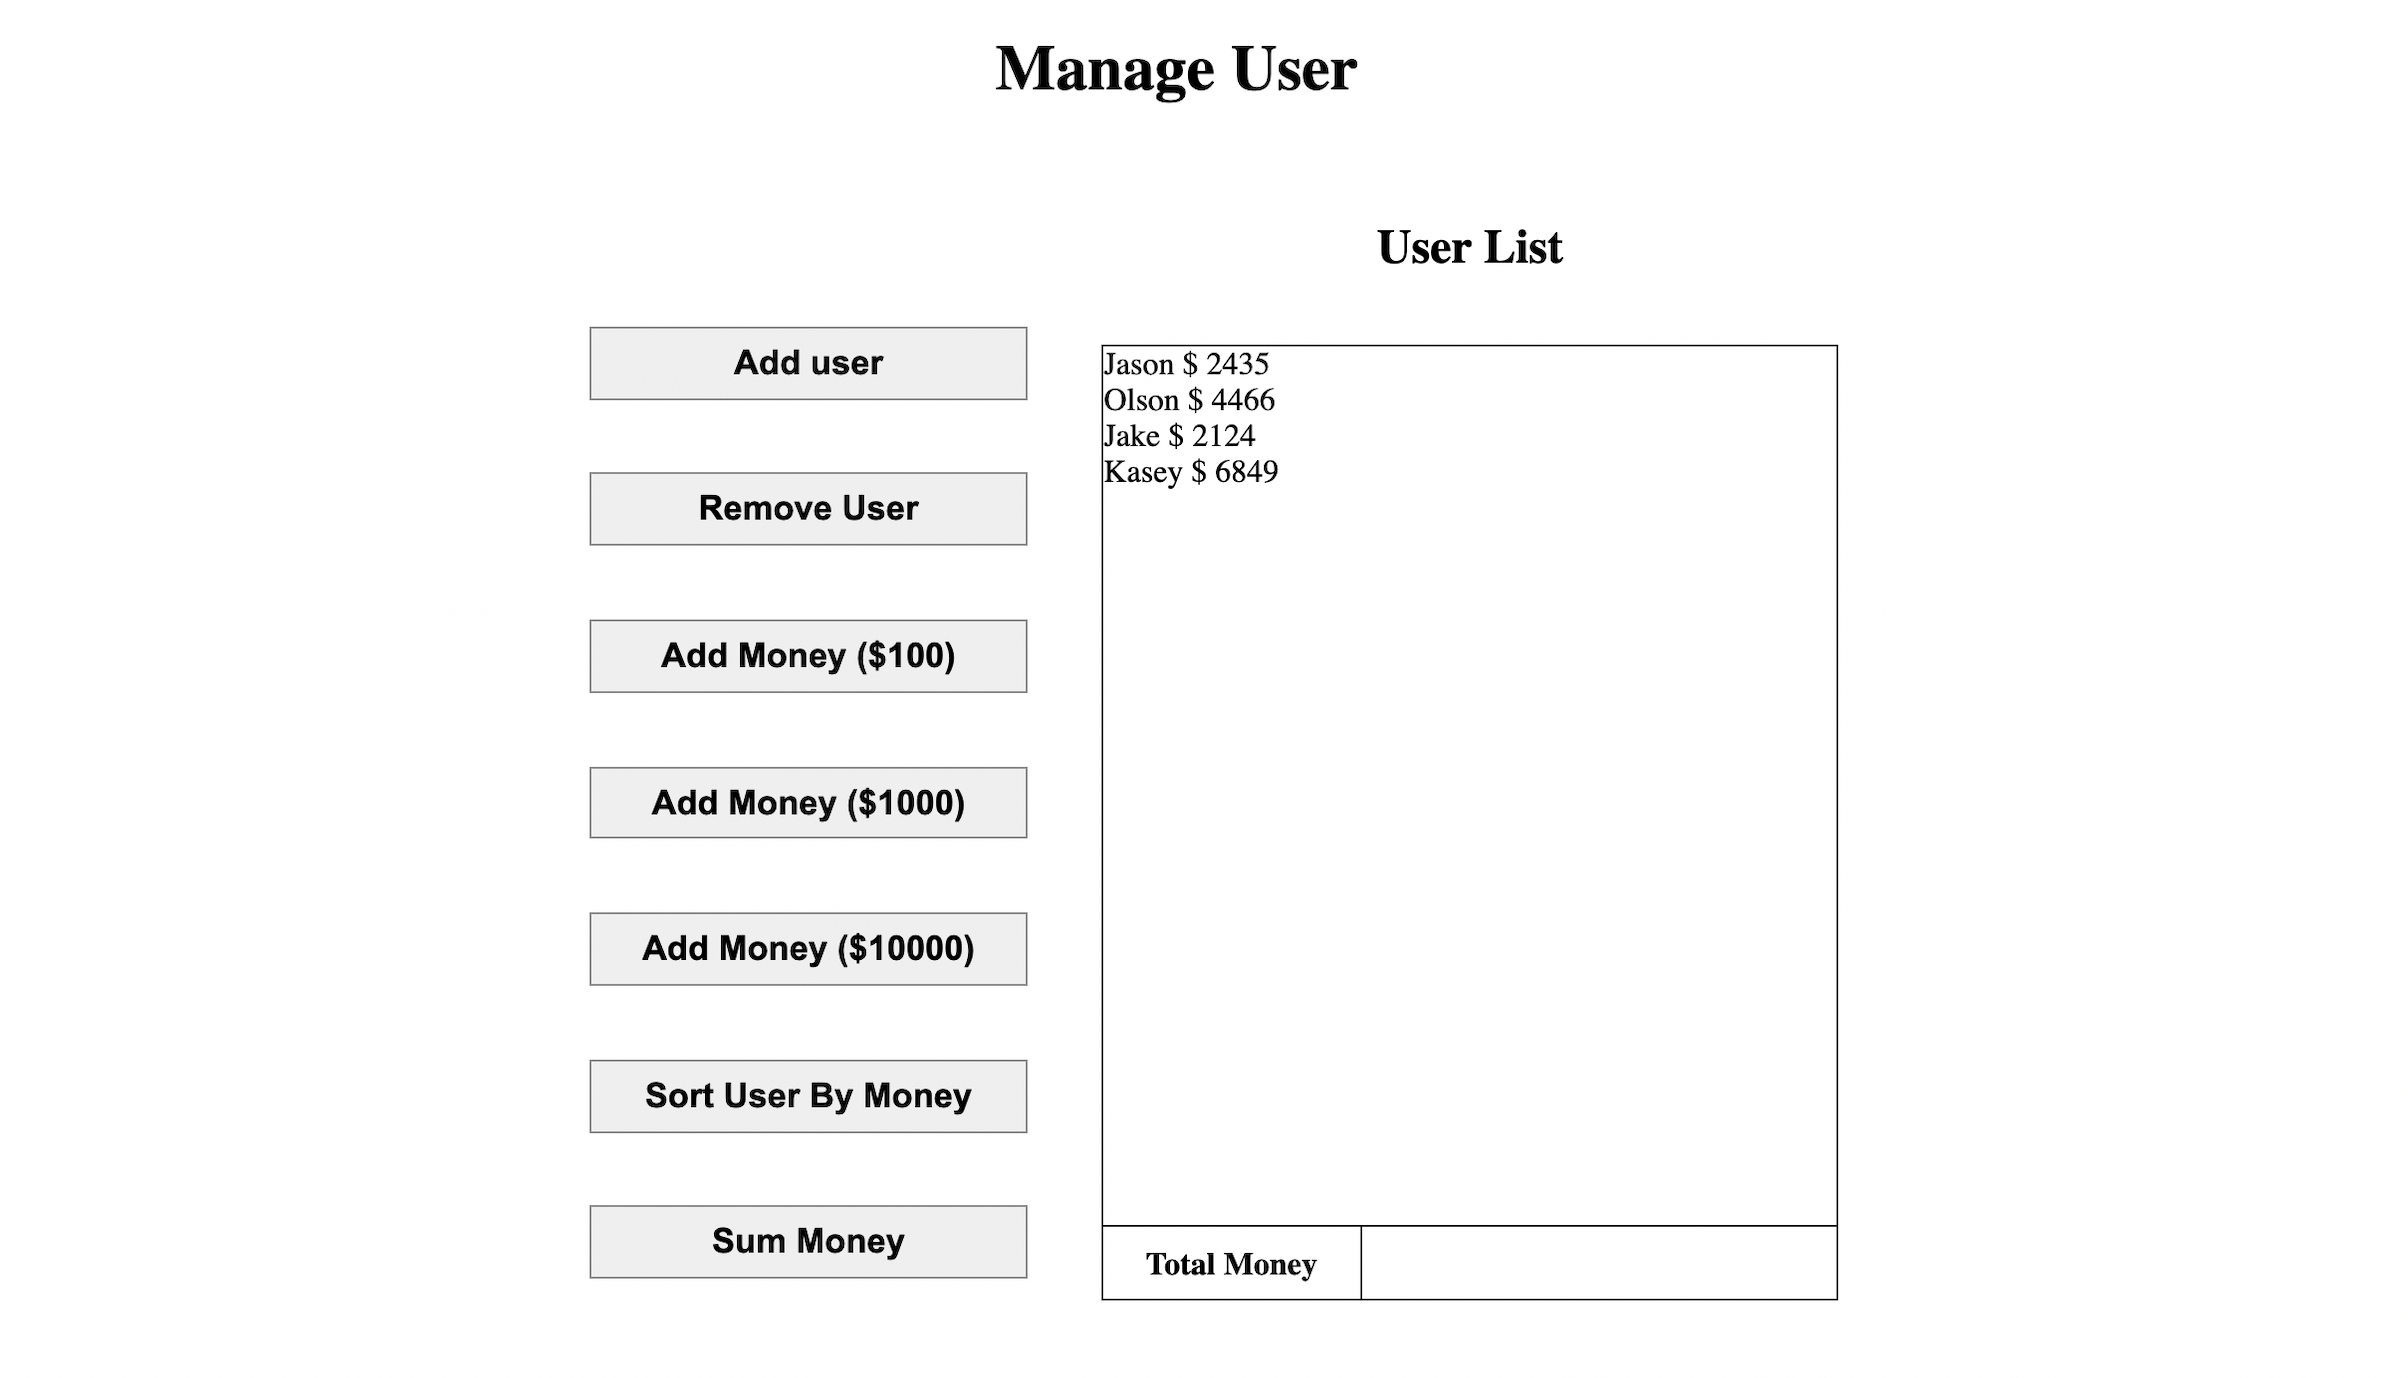 Manage User
User List
Add user
Remove User
Add Money ($100)
Add Money ($1000)
Add Money ($10000)
Sort User By Money
Sum Money
Jason $ 2435
Olson $ 4466
Jake $ 2124
Kasey $ 6849
Total Money